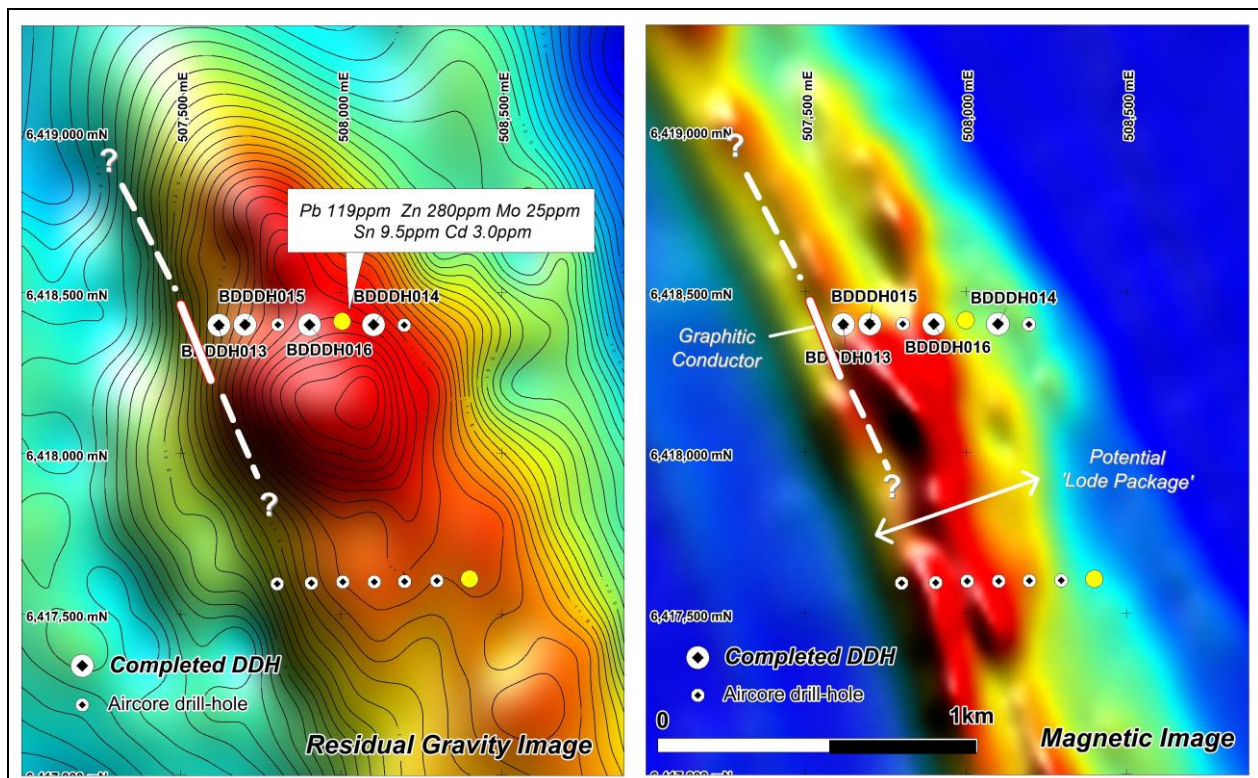 507,500 mE
508,000 mE
508,500 mE
6,419,000 mN
?
Pb 119ppm Zn 280ppm Mo 25ppm
Sn 9.5ppm Cd 3.0ppm
6,418,500 mN
BDDDH015
BDDDH014
BDDDH013
BDDDH016
6,418,000 mN
?
6,417,500 mN
Completed DDH
Aircore drill-hole
Residual Gravity Image
507,500 mE
508,000 mE
508,500 mE
6,419,000 mN
?
6,418,500 mN
BDDDH015
BDDDH014
Graphitic
Conductor
BDDDH013
BDDDH016
6,418,000 mN
?
Potential
'Lode Package'
6,417,500 mN
Completed DDH
Aircore drill-hole
0
1km
Magnetic Image